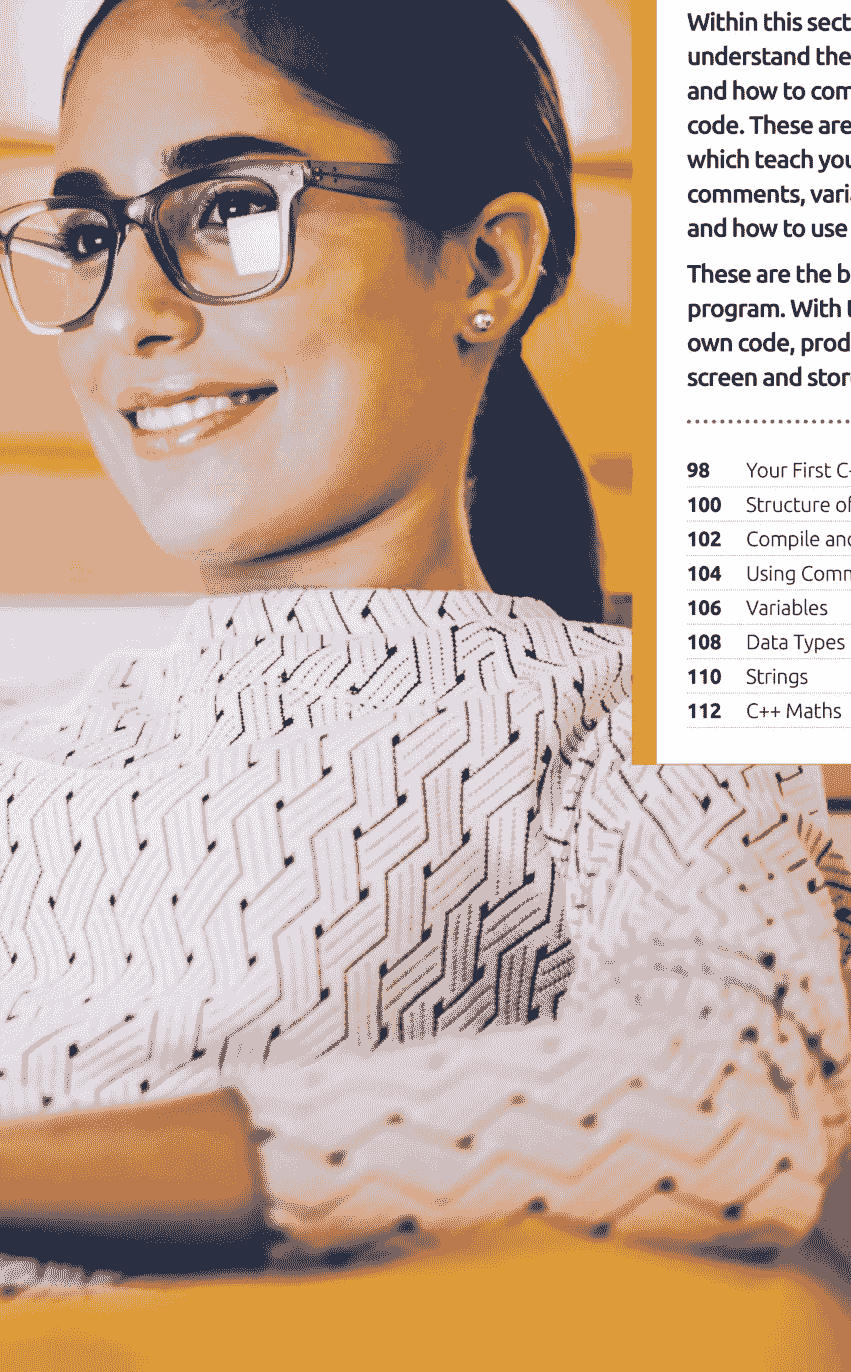 Within this sect
understand the
and how to com
code. These are
which teach you
comments, varia
and how to use
These are the b
program. With t
own code, prod
screen and stor
98 Your First C+
100 Structure of
102 Compile and
104 Using Comm
106 Variables
108 Data Types
110 Strings
112 C++ Maths